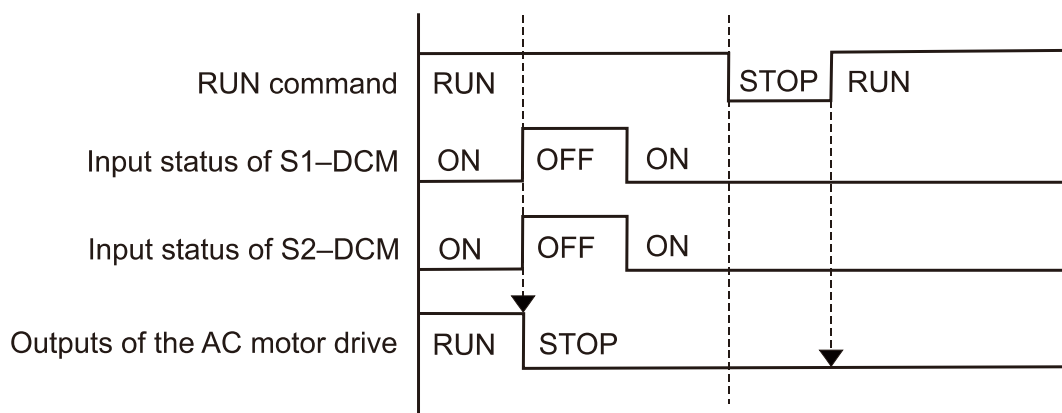 RUN command RUN STOP RUN
Input status of S1–DCM ON OFF ON
Input status of S2–DCM ON OFF ON
Outputs of the AC motor drive RUN STOP